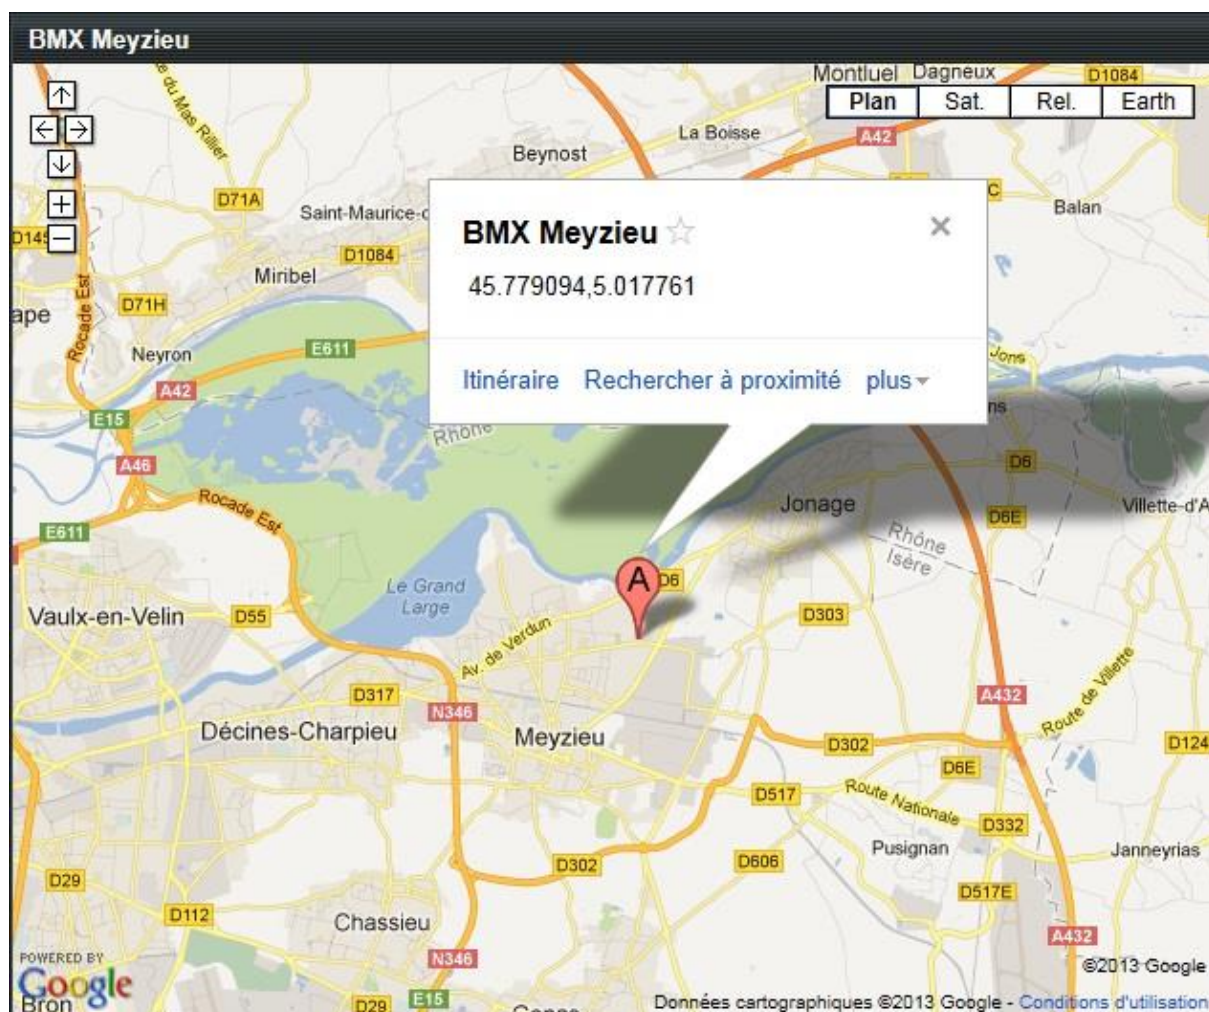 BMX Meyzieu
Montluel
Dagneux
D1084
Plan
Sat.
Rel.
Earth
La Boisse
A42
Beynost
D71A
Saint-Maurice-
Balan
BMX Meyzieu
45.779094,5.017761
D1084
Miribel
D71H
ape
Rocade Est
Neyron
E611
Jons
Itinéraire
Rechercher à proximité
plus
A42
E15
Rhône
A46
D6
Rocade Est
Jonage
Villette-d'A
D6E
E611
Rhône
Isère
Le Grand
Large
D6
A
Vaulx-en-Velin
D55
D303
Av. de Verdun
Route de Villette
D317
N346
A432
Décines-Charpieu
Meyzieu
D302
D124
D6E
D517
Route Nationale
D332
Pusignan
Janneyrias
D302
D606
D29
D517E
D112
Chassieu
A432
POWERED BY
Google
N346
©2013 Google
Bron
D29
E15
Données cartographiques ©2013 Google - Conditions d'utilisation